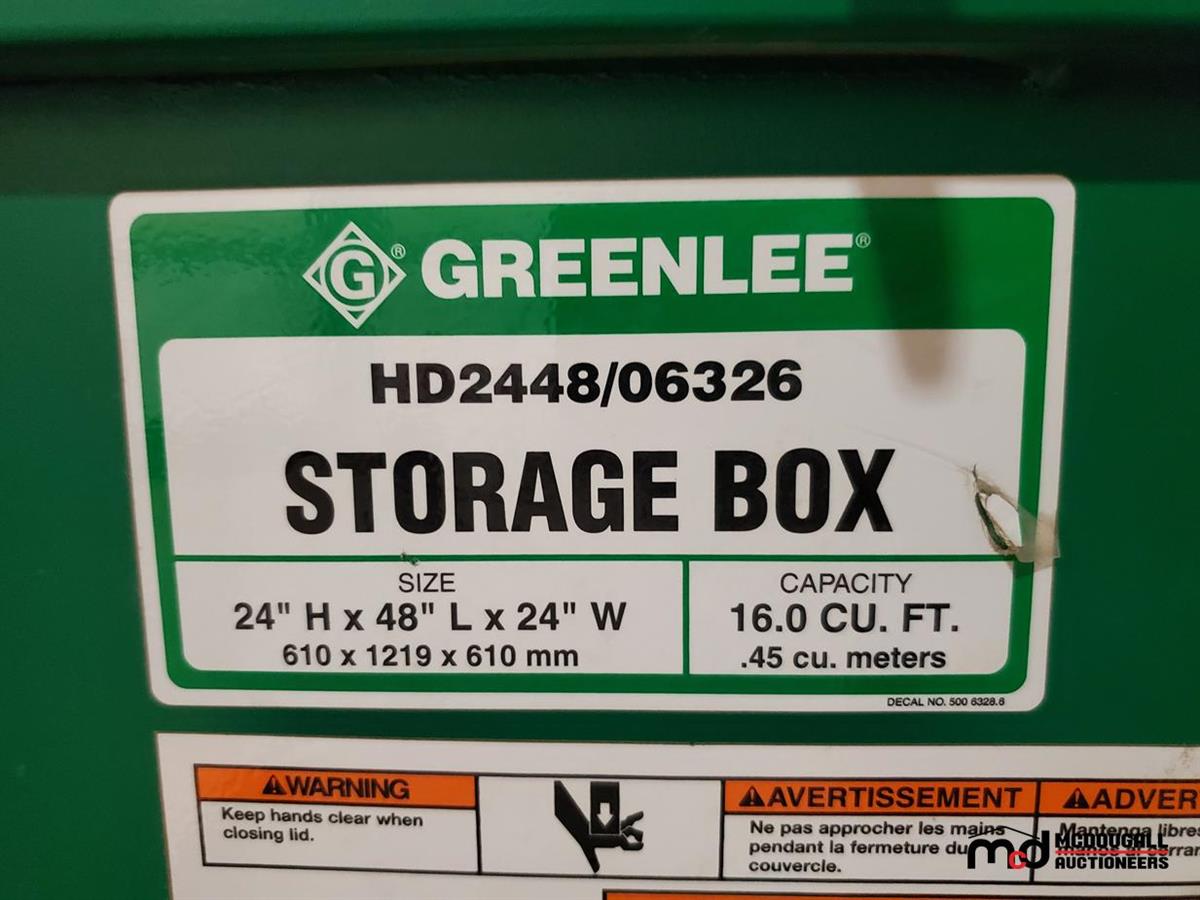 G® GREENLEE®
HD2448/06326
STORAGE BOX
SIZE
24" H x 48" L x 24" W
610 x 1219 x 610 mm
CAPACITY
16.0 CU. FT.
.45 cu. meters
DECAL NO. 500 6328.6
⚠WARNING
Keep hands clear when
closing lid.
⚠AVERTISSEMENT
Ne pas approcher les mains
pendant la fermeture du
couvercle.
⚠ADVER
Mantenga libres
mcd MCDOUGALL
AUCTIONEERS